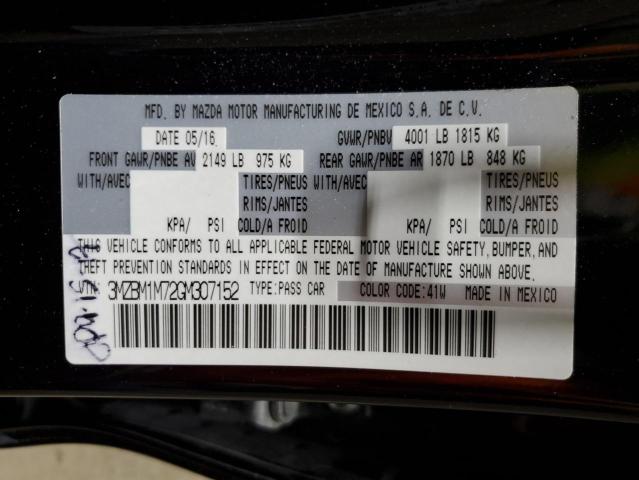 MFD. BY MAZDA MOTOR MANUFACTURING DE MEXICO S.A. DE C.V.
DATE 05/16 GVWR/PNBV 4001 LB 1815 KG
FRONT GAWR/PNBE AV 2149 LB 975 KG REAR GAWR/PNBE AR 1870 LB 848 KG
WITH/AVEC TIRES/PNEUS WITH/AVEC TIRES/PNEUS
RIMS/JANTES RIMS/JANTES
KPA/ PSI COLD/A FROID KPA/ PSI COLD/A FROID
THIS VEHICLE CONFORMS TO ALL APPLICABLE FEDERAL MOTOR VEHICLE SAFETY, BUMPER, AND
THEFT PREVENTION STANDARDS IN EFFECT ON THE DATE OF MANUFACTURE SHOWN ABOVE.
3MZBM1M72GM307152 TYPE:PASS CAR COLOR CODE:41W MADE IN MEXICO